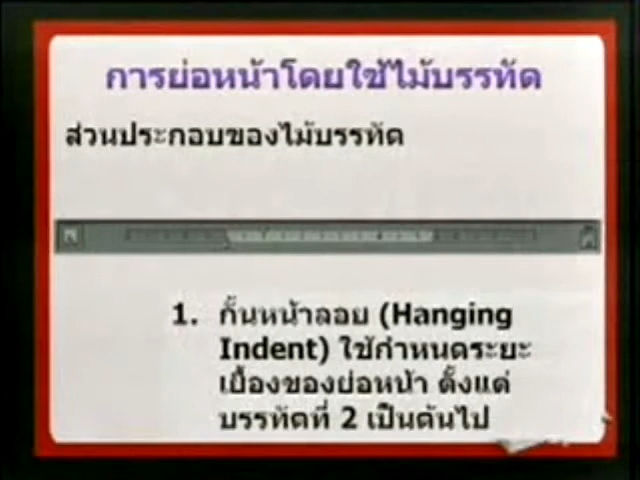 การย่อหน้าโดยใช้ไม้บรรทัด
ส่วนประกอบของไม้บรรทัด
1. กั้นหน้าลอย (Hanging
Indent) ใช้กำหนดระยะ
เยื้องของย่อหน้า ตั้งแต่
บรรทัดที่ 2 เป็นต้นไป